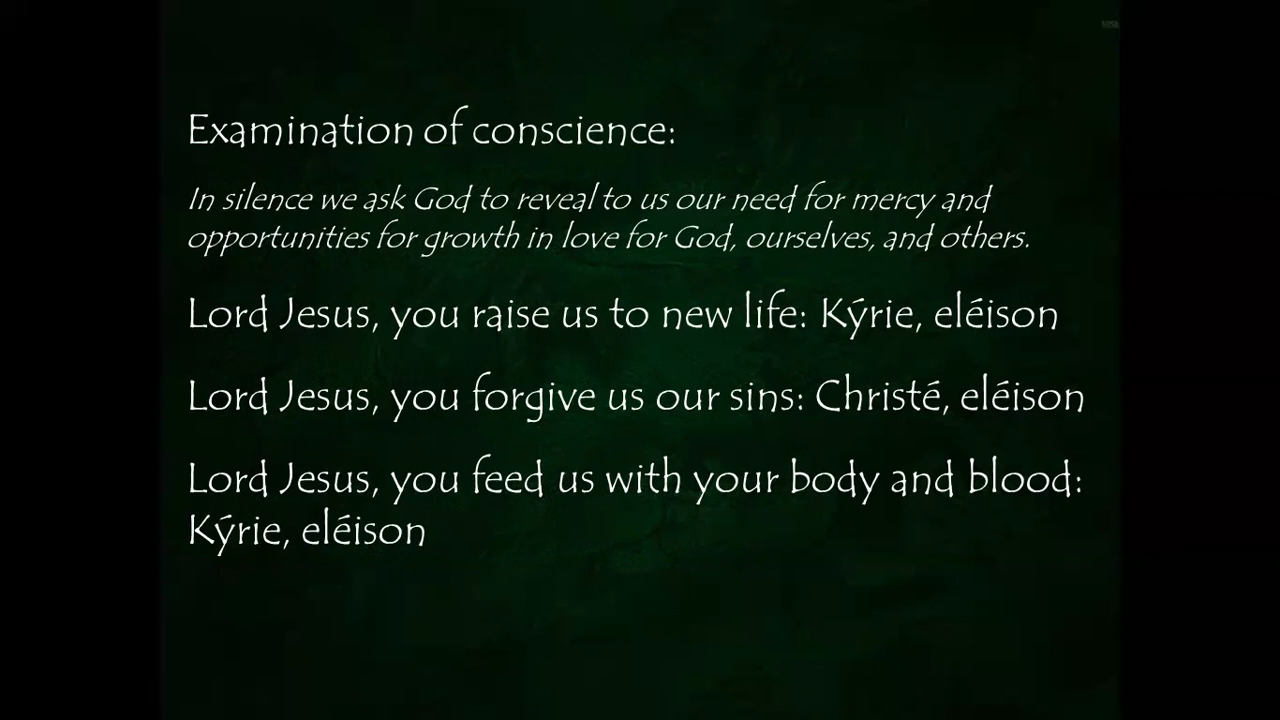 Examination of conscience:
In silence we ask God to reveal to us our need for mercy and
opportunities for growth in love for God, ourselves, and others.
Lord Jesus, you raise us to new life: Kýrie, eléison
Lord Jesus, you forgive us our sins: Christé, eléison
Lord Jesus, you feed us with your body and blood:
Kýrie, eléison